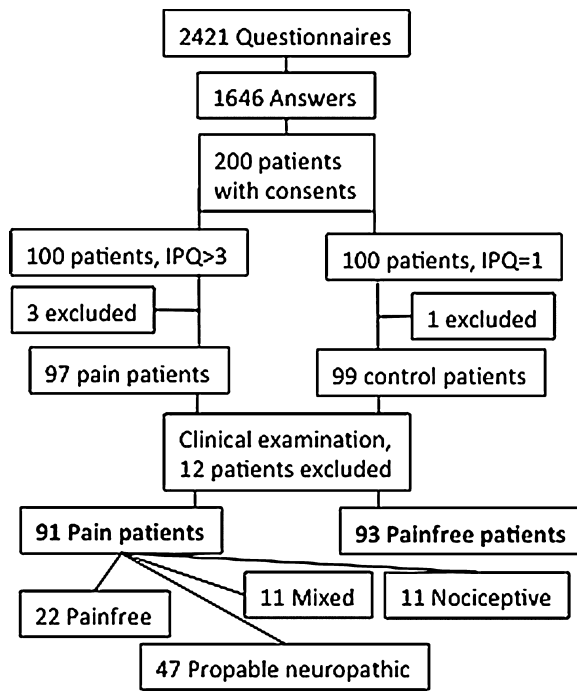 2421 Questionnaires
1646 Answers
200 patients
with consents
100 patients, IPQ>3
100 patients, IPQ=1
3 excluded
1 excluded
97 pain patients
99 control patients
Clinical examination,
12 patients excluded
91 Pain patients
93 Painfree patients
22 Painfree
11 Mixed
11 Nociceptive
47 Propable neuropathic